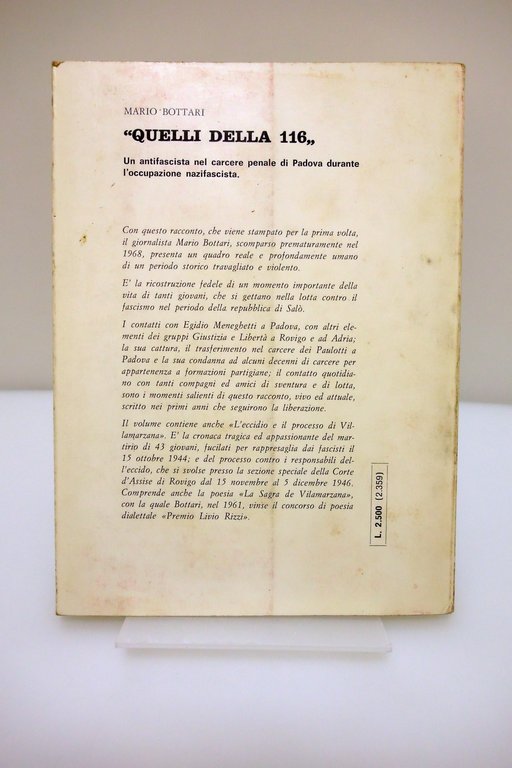 MARIO BOTTARI
“QUELLI DELLA 116„
Un antifascista nel carcere penale di Padova durante
l'occupazione nazifascista.
Con questo racconto, che viene stampato per la prima volta,
il giornalista Mario Bottari, scomparso prematuramente nel
1968, presenta un quadro reale e profondamente umano
di un periodo storico travagliato e violento.
E' la ricostruzione fedele di un momento importante della
vita di tanti giovani, che si gettano nella lotta contro il
fascismo nel periodo della repubblica di Salò.
I contatti con Egidio Meneghetti a Padova, con altri ele-
menti dei gruppi Giustizia e Libertà a Rovigo e ad Adria;
la sua cattura, il trasferimento nel carcere dei Paulotti a
Padova e la sua condanna ad alcuni decenni di carcere per
appartenenza a formazioni partigiane; il contatto quotidia-
no con tanti compagni ed amici di sventura e di lotta,
sono i momenti salienti di questo racconto, vivo ed attuale,
scritto nei primi anni che seguirono la liberazione.
Il volume contiene anche «L'eccidio e il processo di Vil-
lamarzana». E' la cronaca tragica ed appassionante del mar-
tirio di 43 giovani, fucilati per rappresaglia dai fascisti il
15 ottobre 1944; e del processo contro i responsabili del-
l'eccido, che si svolse presso la sezione speciale della Corte
d'Assise di Rovigo dal 15 novembre al 5 dicembre 1946.
Comprende anche la poesia «La Sagra de Vilamarzana»,
con la quale Bottari, nel 1961, vinse il concorso di poesia
dialettale «Premio Livio Rizzi».
L. 2.500 (2.359)